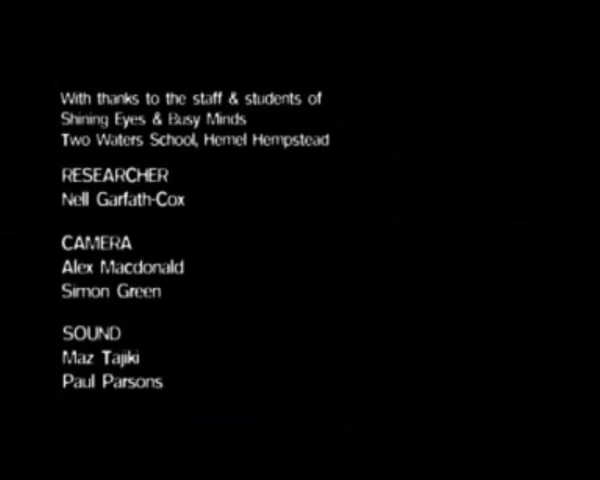 With thanks to the staff & students of
Shining Eyes & Busy Minds
Two Waters School, Hemel Hempstead
RESEARCHER
Nell Garfath-Cox
CAMERA
Alex Macdonald
Simon Green
SOUND
Maz Tajiki
Paul Parsons